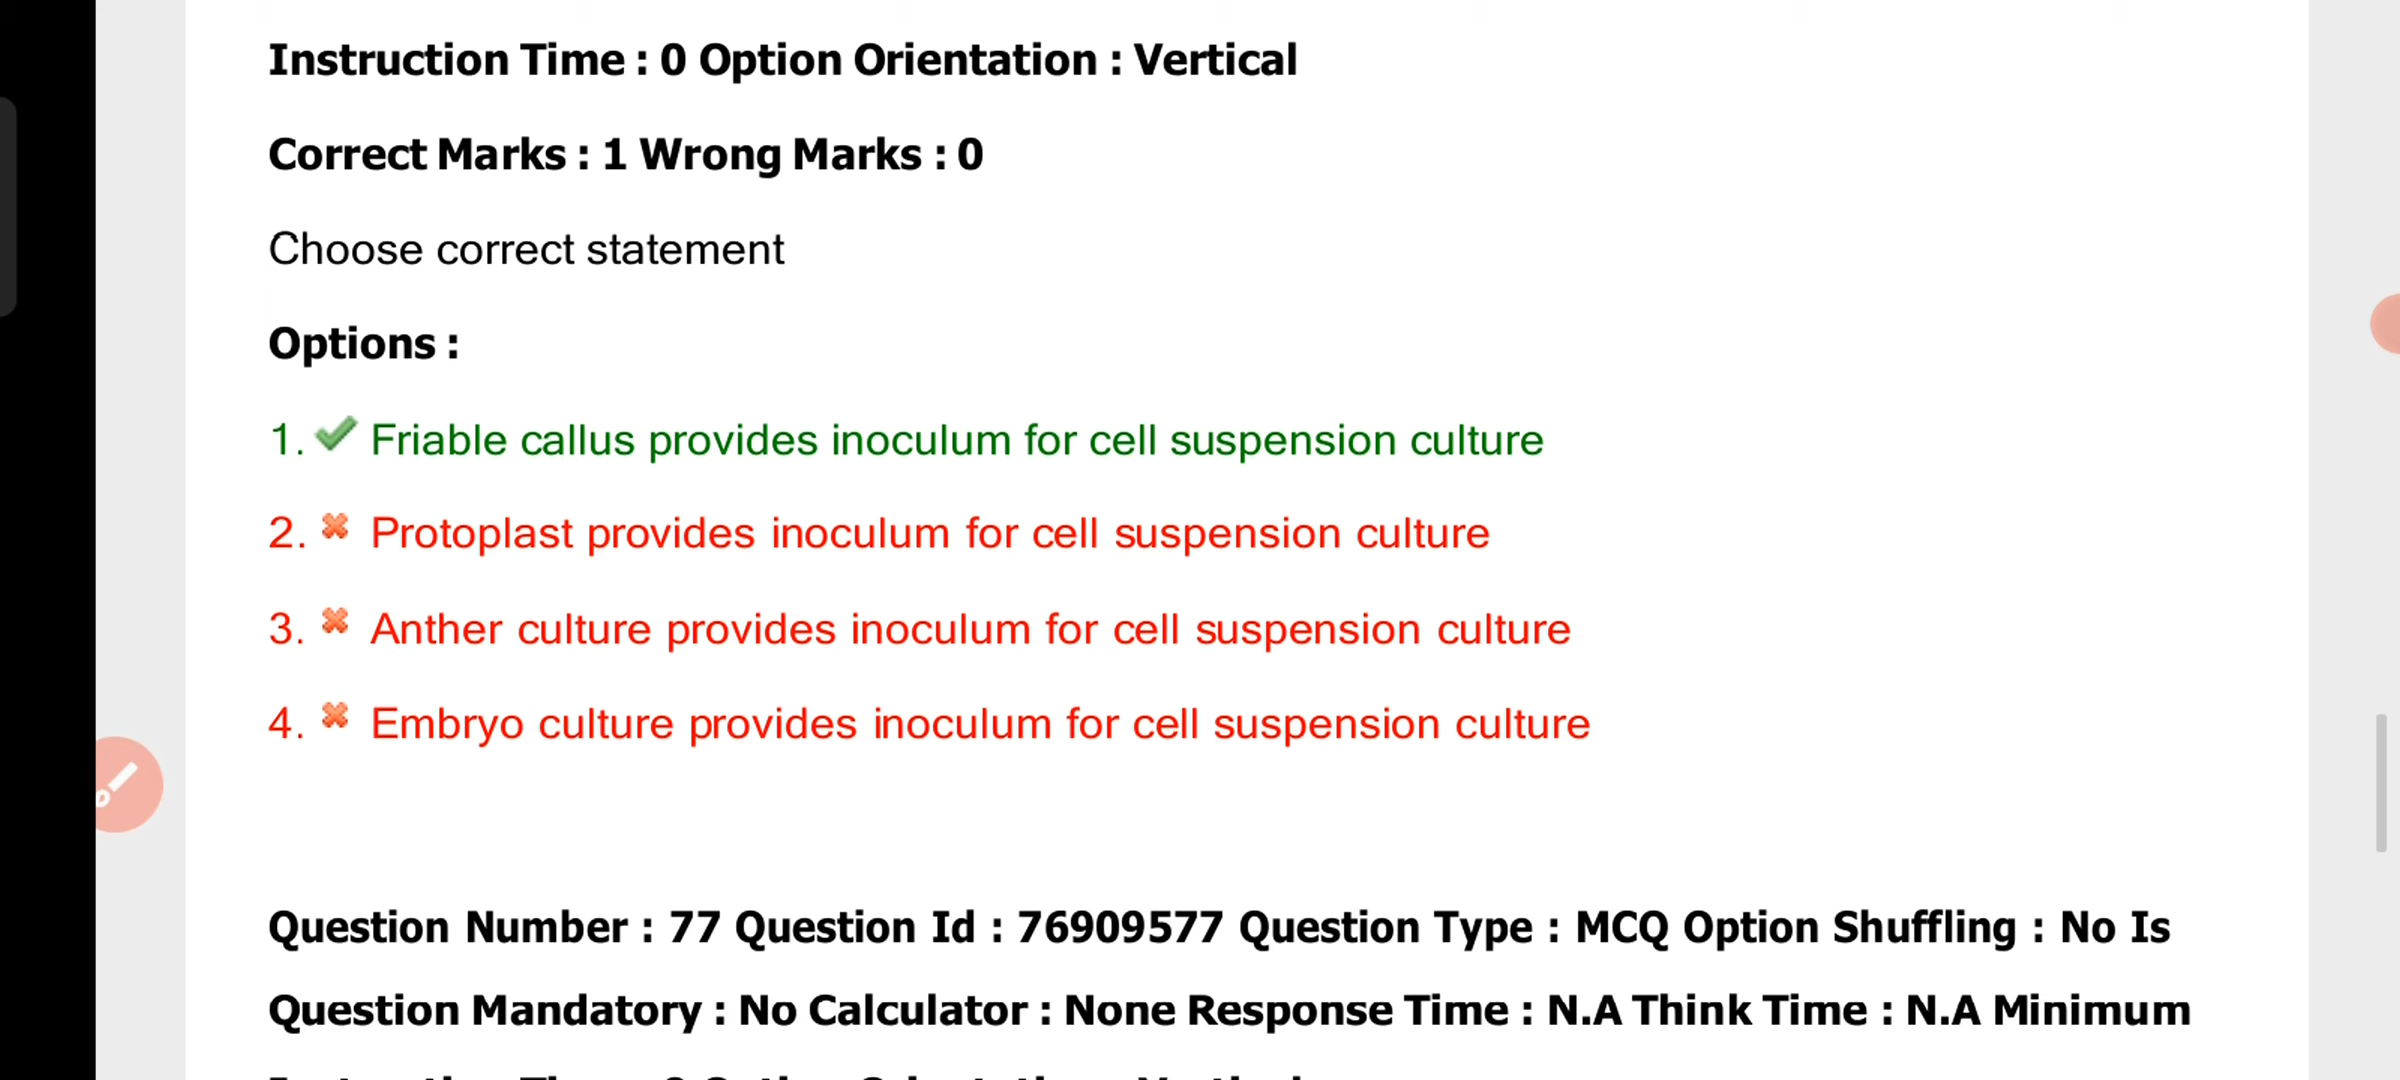 Instruction Time : 0 Option Orientation : Vertical
Correct Marks : 1 Wrong Marks : 0
Choose correct statement
Options :
1. Friable callus provides inoculum for cell suspension culture
2. Protoplast provides inoculum for cell suspension culture
3. Anther culture provides inoculum for cell suspension culture
4. Embryo culture provides inoculum for cell suspension culture
Question Number : 77 Question Id : 76909577 Question Type : MCQ Option Shuffling : No Is
Question Mandatory : No Calculator : None Response Time : N.A Think Time : N.A Minimum